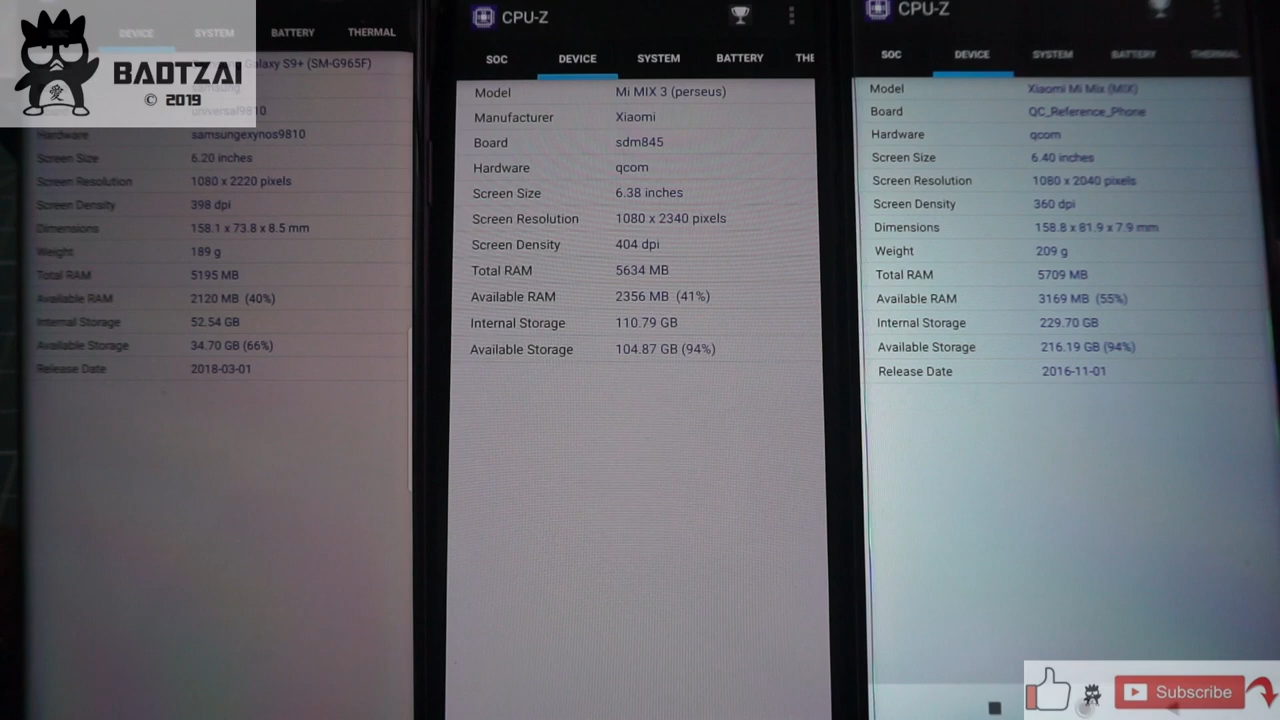 BADTZAI
愛
© 2019
SOC DEVICE SYSTEM BATTERY THERMAL
Galaxy S9+ (SM-G965F)
samsung
Board universal9810
Hardware samsungexynos9810
Screen Size 6.20 inches
Screen Resolution 1080 x 2220 pixels
Screen Density 398 dpi
Dimensions 158.1 x 73.8 x 8.5 mm
Weight 189 g
Total RAM 5195 MB
Available RAM 2120 MB (40%)
Internal Storage 52.54 GB
Available Storage 34.70 GB (66%)
Release Date 2018-03-01
CPU-Z
SOC DEVICE SYSTEM BATTERY THE
Model Mi MIX 3 (perseus)
Manufacturer Xiaomi
Board sdm845
Hardware qcom
Screen Size 6.38 inches
Screen Resolution 1080 x 2340 pixels
Screen Density 404 dpi
Total RAM 5634 MB
Available RAM 2356 MB (41%)
Internal Storage 110.79 GB
Available Storage 104.87 GB (94%)
CPU-Z
SOC DEVICE SYSTEM BATTERY THERMAL
Model Xiaomi Mi Mix (MIX)
Board QC_Reference_Phone
Hardware qcom
Screen Size 6.40 inches
Screen Resolution 1080 x 2040 pixels
Screen Density 360 dpi
Dimensions 158.8 x 81.9 x 7.9 mm
Weight 209 g
Total RAM 5709 MB
Available RAM 3169 MB (55%)
Internal Storage 229.70 GB
Available Storage 216.19 GB (94%)
Release Date 2016-11-01
Subscribe